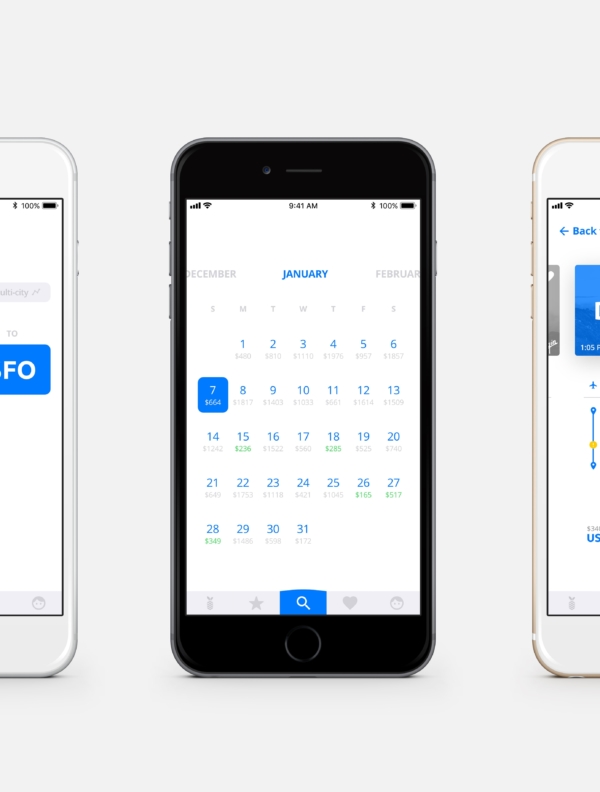 100%
ulti-city
TO
SFO
9:41 AM
100%
DECEMBER JANUARY FEBRUAR
S M T W T F S
1 2 3 4 5 6
$490 $810 $1110 $1976 $957 $1857
7 8 9 10 11 12 13
$664 $1817 $1403 $1033 $661 $1614 $1509
14 15 16 17 18 19 20
$1242 $236 $1522 $560 $285 $525 $740
21 22 23 24 25 26 27
$649 $1753 $1118 $421 $1045 $165 $517
28 29 30 31
$349 $1486 $598 $172
Back
1:05 P
$34
US